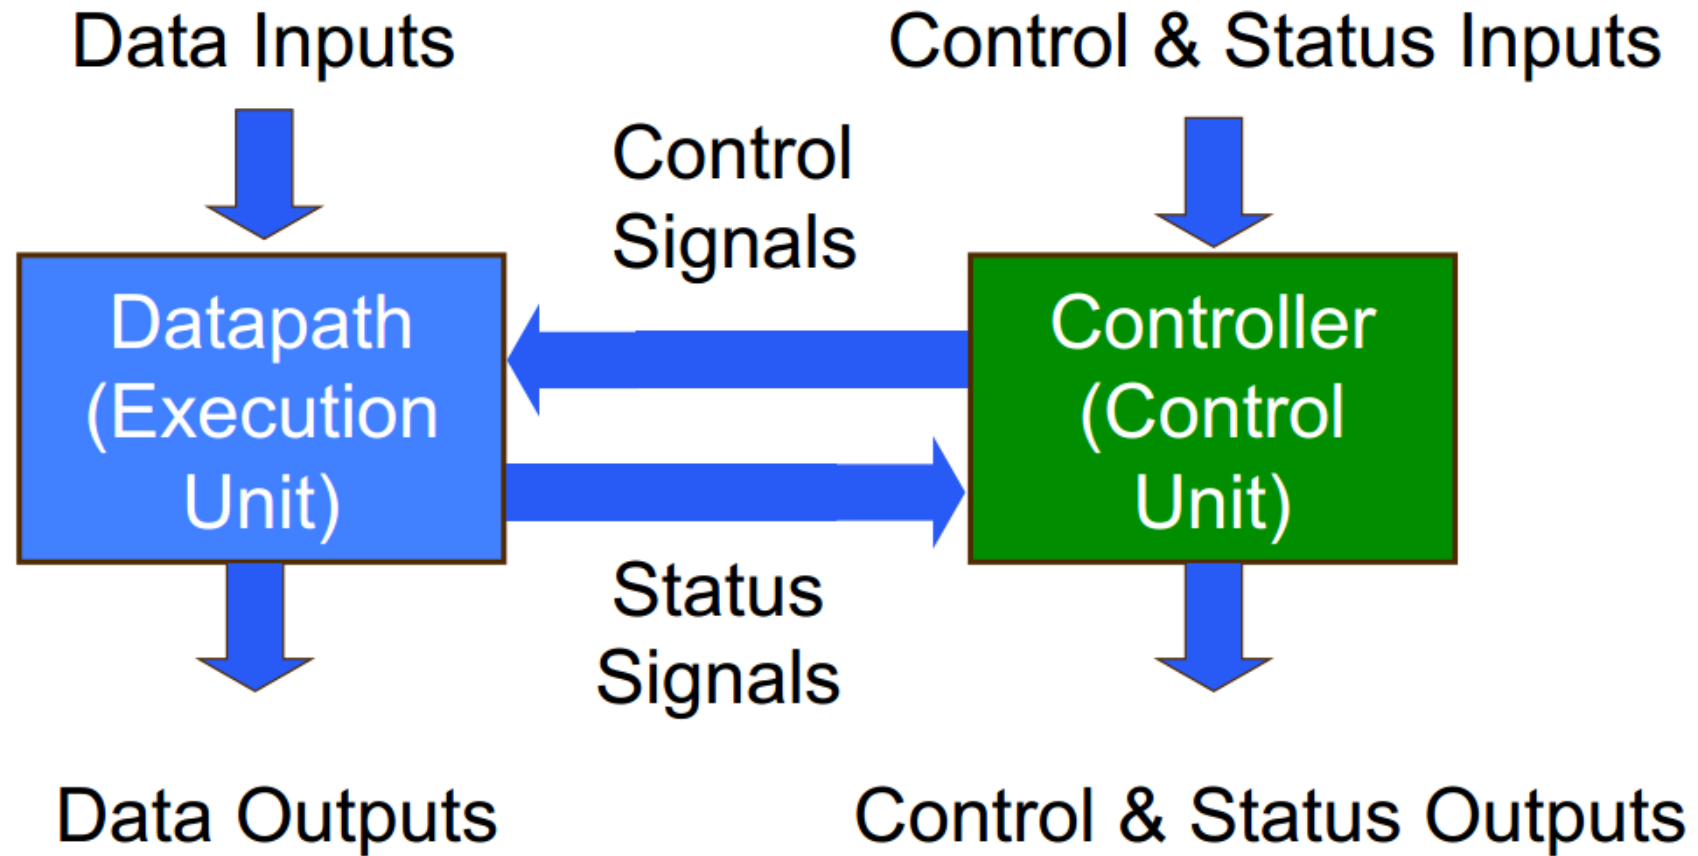 Data Inputs
Control & Status Inputs
Control
Signals
Datapath
(Execution
Unit)
Controller
(Control
Unit)
Status
Signals
Data Outputs
Control & Status Outputs